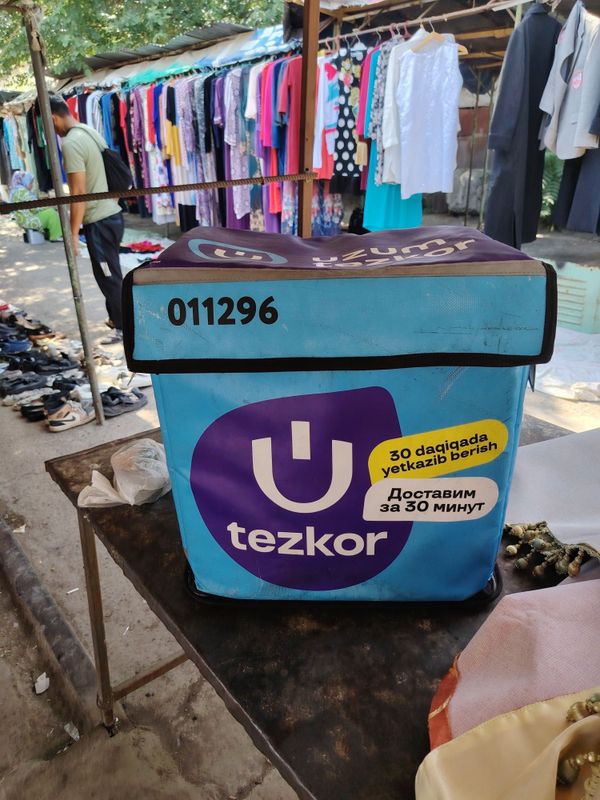 uzum
tezkor
011296
tezkor
30 daqiqada
yetkazib berish
Доставим
за 30 минут